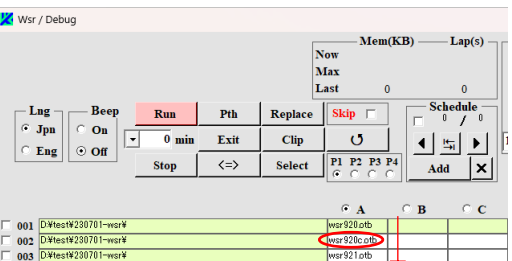 Wsr / Debug
Mem(KB) Lap(s)
Now
Max
Last 0 0
Lng Beep Run Pth Replace Skip Schedule
Jpn On 0 / 0
0 min Exit Clip ↺
Eng Off
Stop <=> Select P1 P2 P3 P4 Add X
A B C
001 D:¥test¥230701-wsr¥ wsr920.otb
002 D:¥test¥230701-wsr¥ wsr920c.otb
003 D:¥test¥230701-wsr¥ wsr921.otb